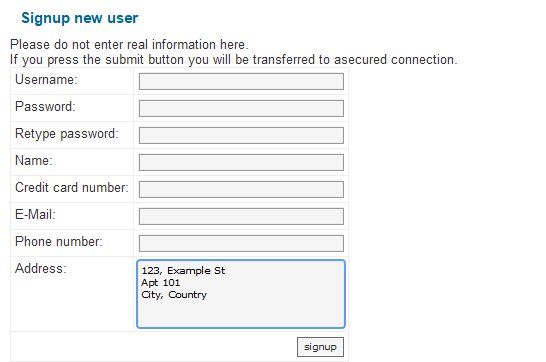 Signup new user
Please do not enter real information here.
If you press the submit button you will be transferred to asecured connection.
Username:
Password:
Retype password:
Name:
Credit card number:
E-Mail:
Phone number:
Address:
123, Example St
Apt 101
City, Country
signup